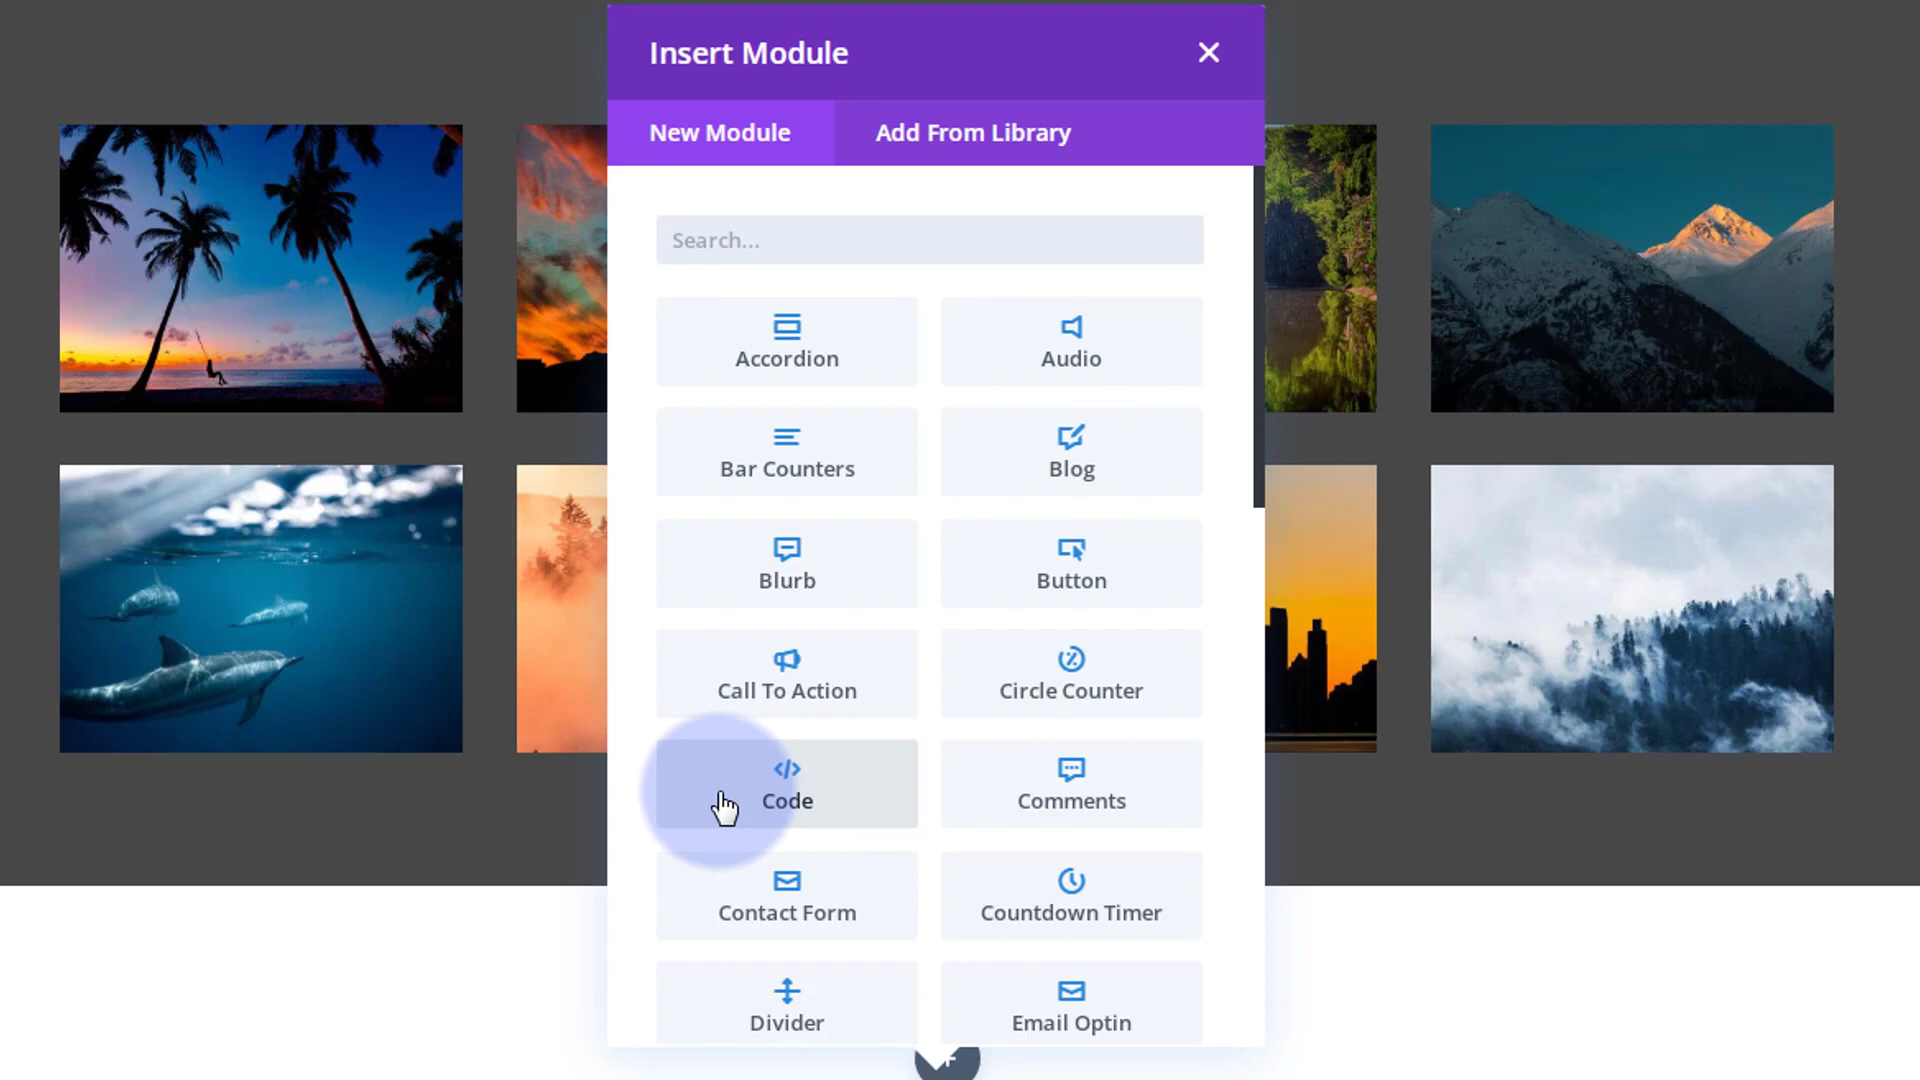 Insert Module
New Module
Add From Library
Search...
Accordion
Audio
Bar Counters
Blog
Blurb
Button
Call To Action
Circle Counter
Code
Comments
Contact Form
Countdown Timer
Divider
Email Optin